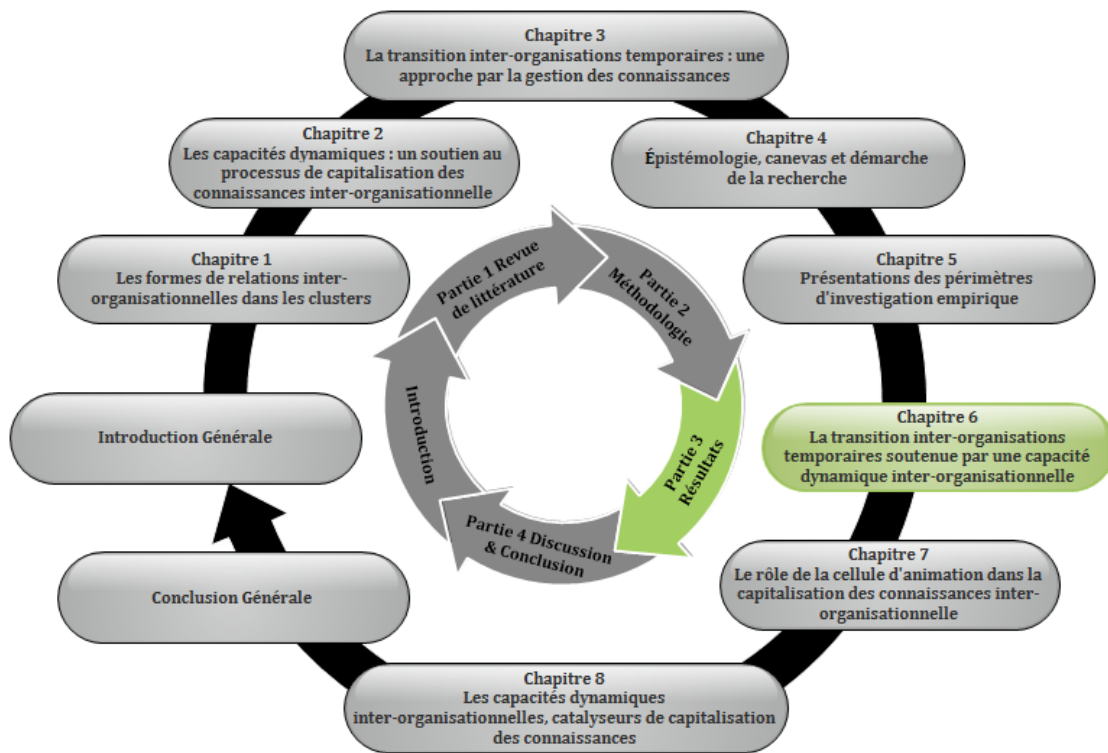 Chapitre 3
La transition inter-organisations temporaires : une
approche par la gestion des connaissances
Chapitre 2
Les capacités dynamiques : un soutien au
processus de capitalisation des
connaissances inter-organisationnelle
Chapitre 4
Épistémologie, canevas et démarche
de la recherche
Chapitre 1
Les formes de relations inter-
organisationnelles dans les clusters
Partie 1 Revue
de littérature
Partie 2
Méthodologie
Chapitre 5
Présentations des périmètres
d'investigation empirique
Introduction Générale
Introduction
Partie 3
Résultats
Chapitre 6
La transition inter-organisations
temporaires soutenue par une capacité
dynamique inter-organisationnelle
Partie 4 Discussion
& Conclusion
Conclusion Générale
Chapitre 7
Le rôle de la cellule d'animation dans la
capitalisation des connaissances inter-
organisationnelle
Chapitre 8
Les capacités dynamiques
inter-organisationnelles, catalyseurs de capitalisation
des connaissances